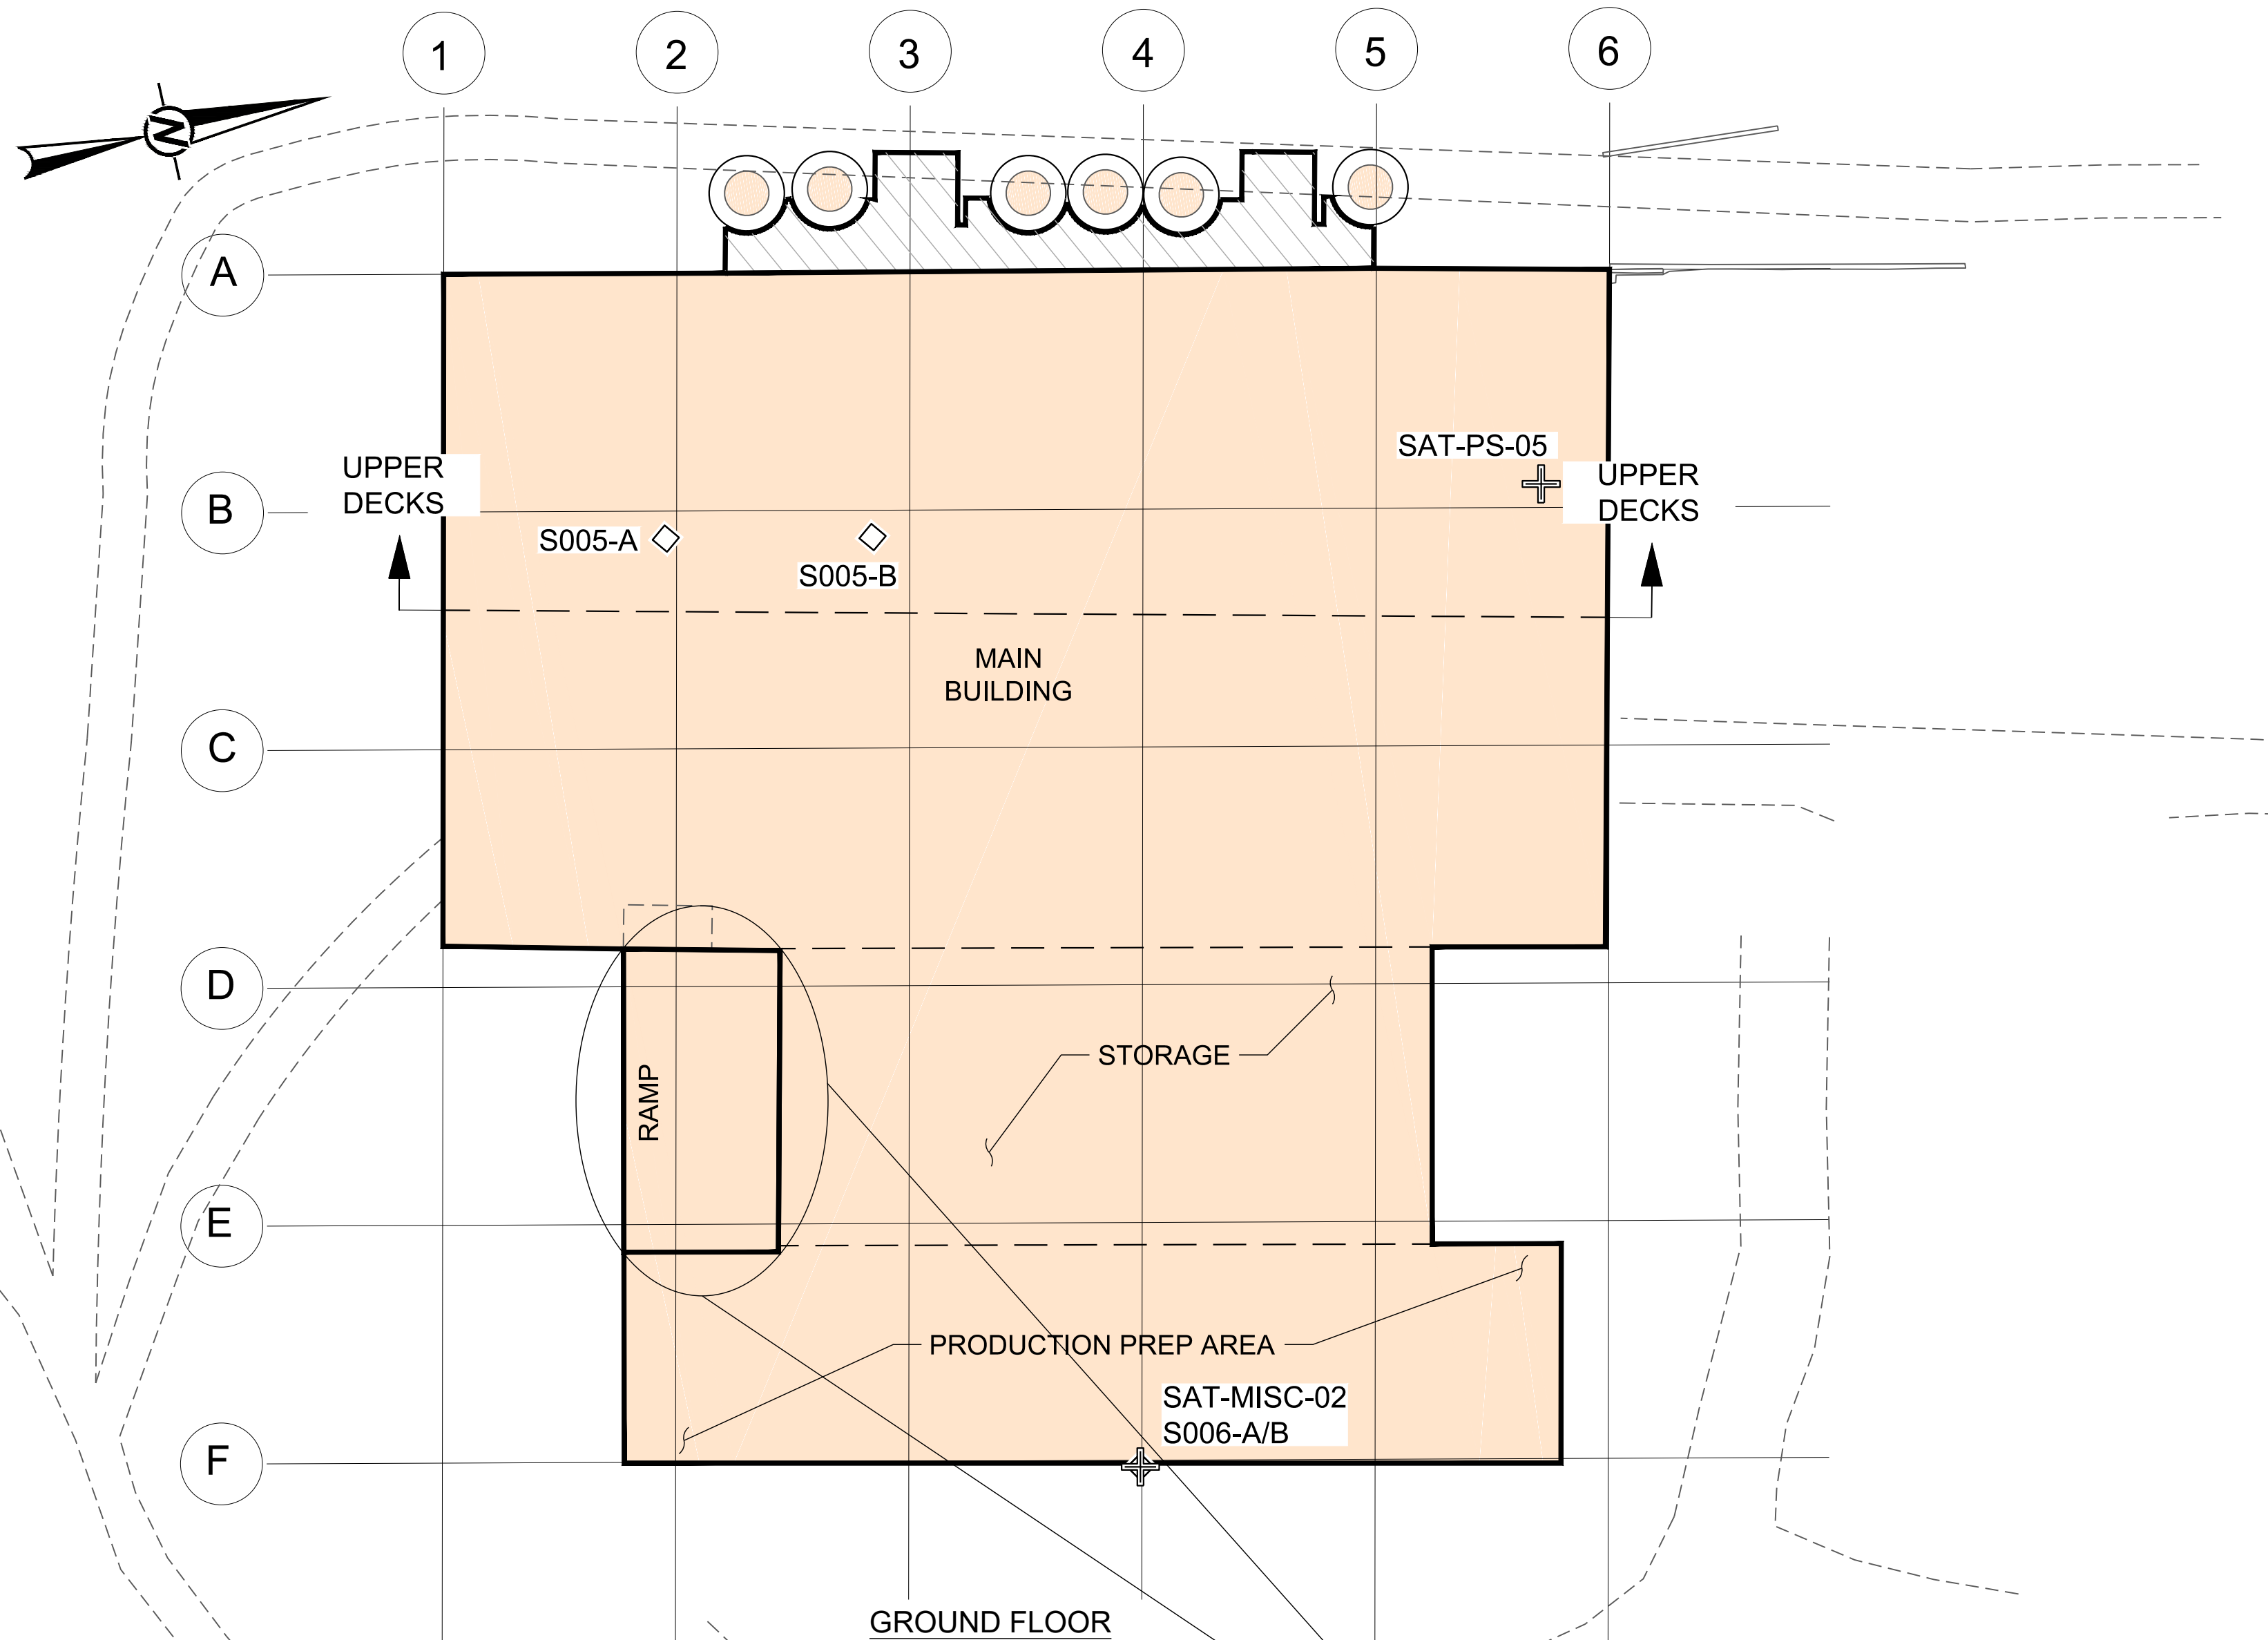 1 2 3 4 5 6
N
A
SAT-PS-05
UPPER
DECKS
UPPER
DECKS
B
S005-A
S005-B
MAIN
BUILDING
C
D
STORAGE
RAMP
E
PRODUCTION PREP AREA
SAT-MISC-02
S006-A/B
F
GROUND FLOOR